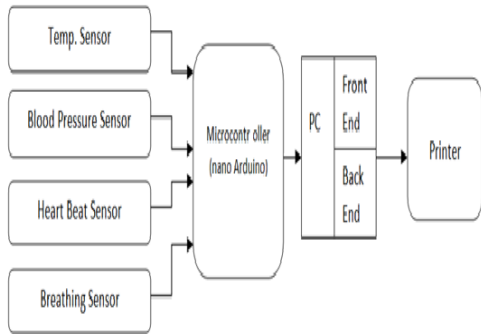 Temp. Sensor
Blood Pressure Sensor
Heart Beat Sensor
Breathing Sensor
Microcontr oller
(nano Arduino)
PC
Front
End
Back
End
Printer